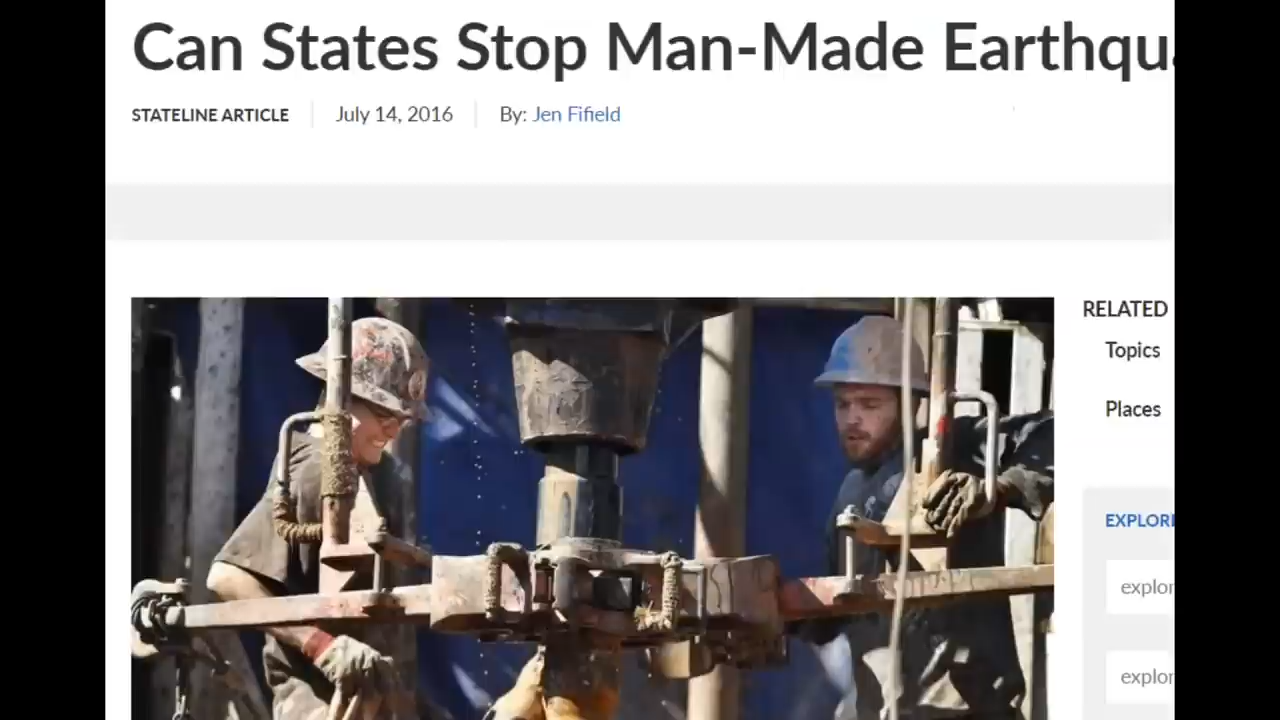 Can States Stop Man-Made Earthqu
STATELINE ARTICLE July 14, 2016 By: Jen Fifield
RELATED
Topics
Places
EXPLORE
explor
explor